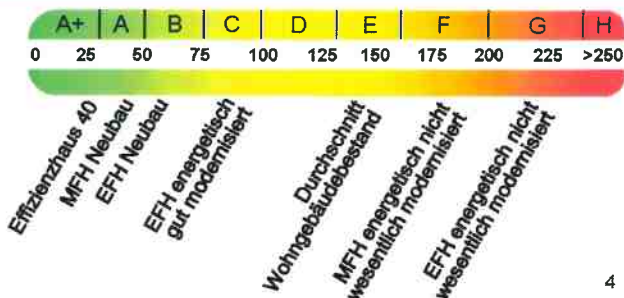 A+ A B C D E F G H
0 25 50 75 100 125 150 175 200 225 >250
Effizienzhaus 40
MFH Neubau
EFH Neubau
EFH energetisch
gut modernisiert
Durchschnitt
Wohngebäudebestand
MFH energetisch nicht
wesentlich modernisiert
EFH energetisch nicht
wesentlich modernisiert
4